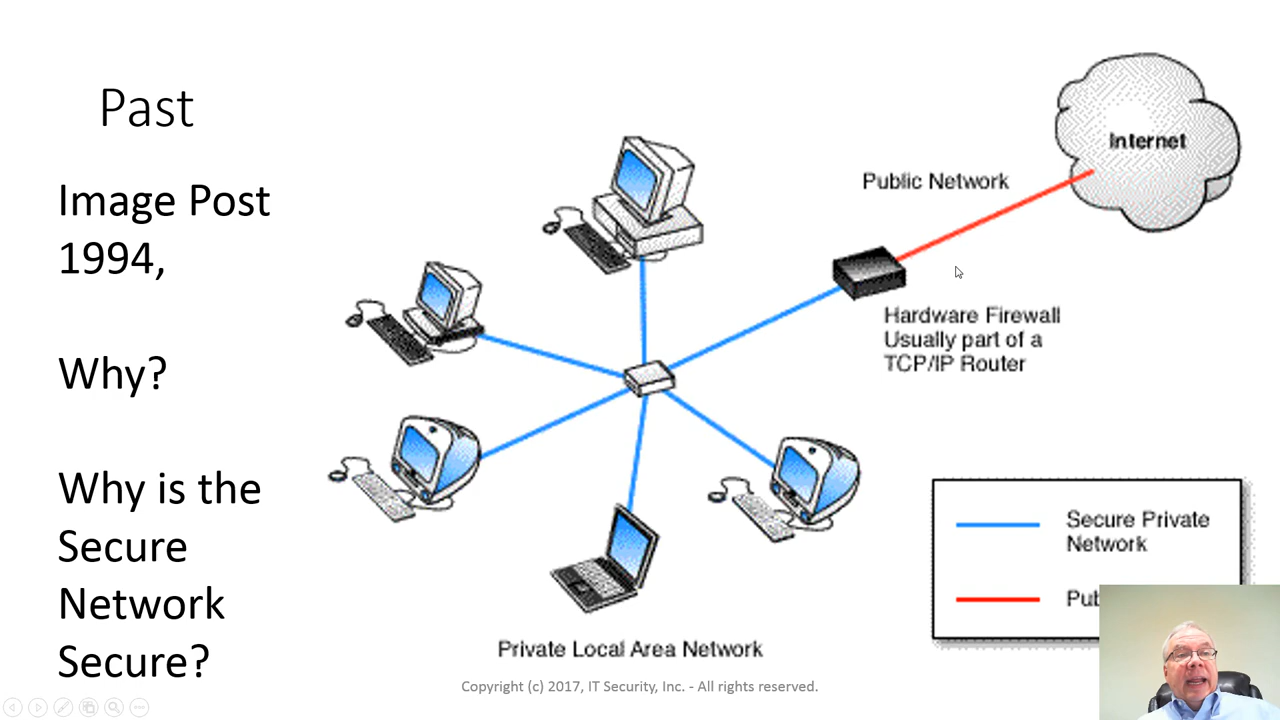 Past
Image Post
1994,
Why?
Why is the
Secure
Network
Secure?
Internet
Public Network
Hardware Firewall
Usually part of a
TCP/IP Router
Secure Private
Network
Private Local Area Network
Copyright (c) 2017, IT Security, Inc. - All rights reserved.